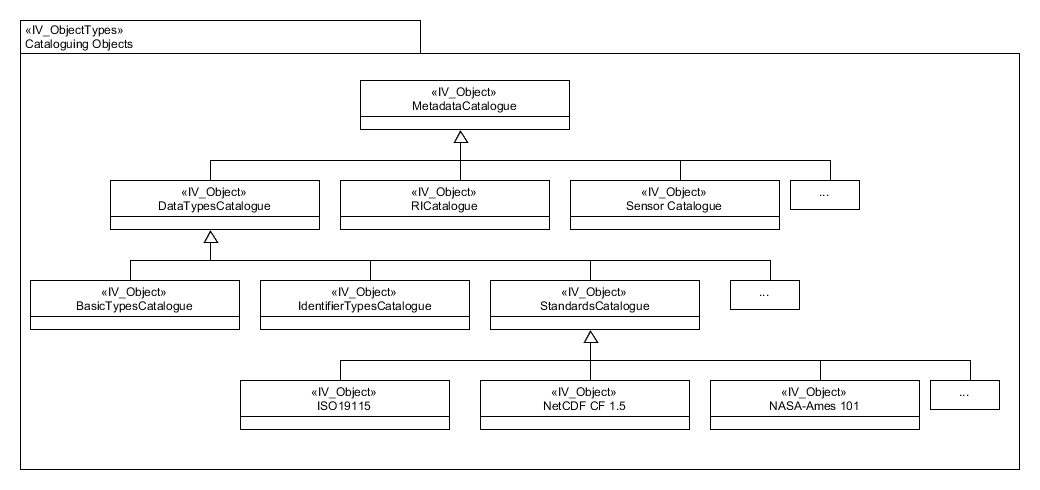 «IV_ObjectTypes»
Cataloguing Objects
«IV_Object»
MetadataCatalogue
«IV_Object»
DataTypesCatalogue
«IV_Object»
RICatalogue
«IV_Object»
Sensor Catalogue
...
«IV_Object»
BasicTypesCatalogue
«IV_Object»
IdentifierTypesCatalogue
«IV_Object»
StandardsCatalogue
...
«IV_Object»
ISO19115
«IV_Object»
NetCDF CF 1.5
«IV_Object»
NASA-Ames 101
...